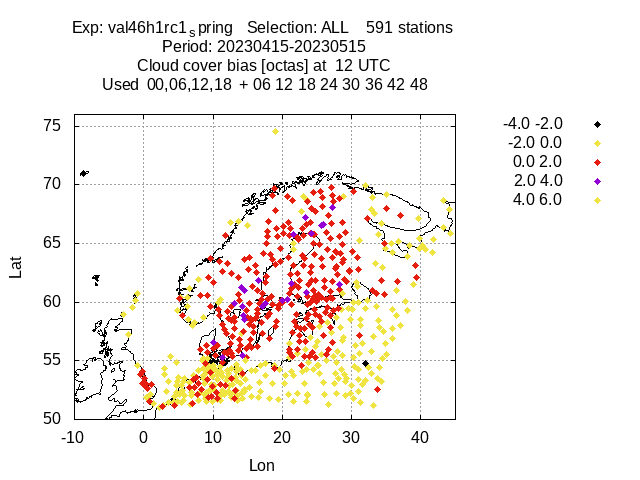 Exp: val46h1rc1spring   Selection: ALL    591 stations
Period: 20230415-20230515
Cloud cover bias [octas] at  12 UTC
Used  00,06,12,18  + 06 12 18 24 30 36 42 48
-4.0 -2.0
-2.0 0.0
0.0 2.0
2.0 4.0
4.0 6.0
75
70
65
60
55
50
Lat
-10 0 10 20 30 40
Lon